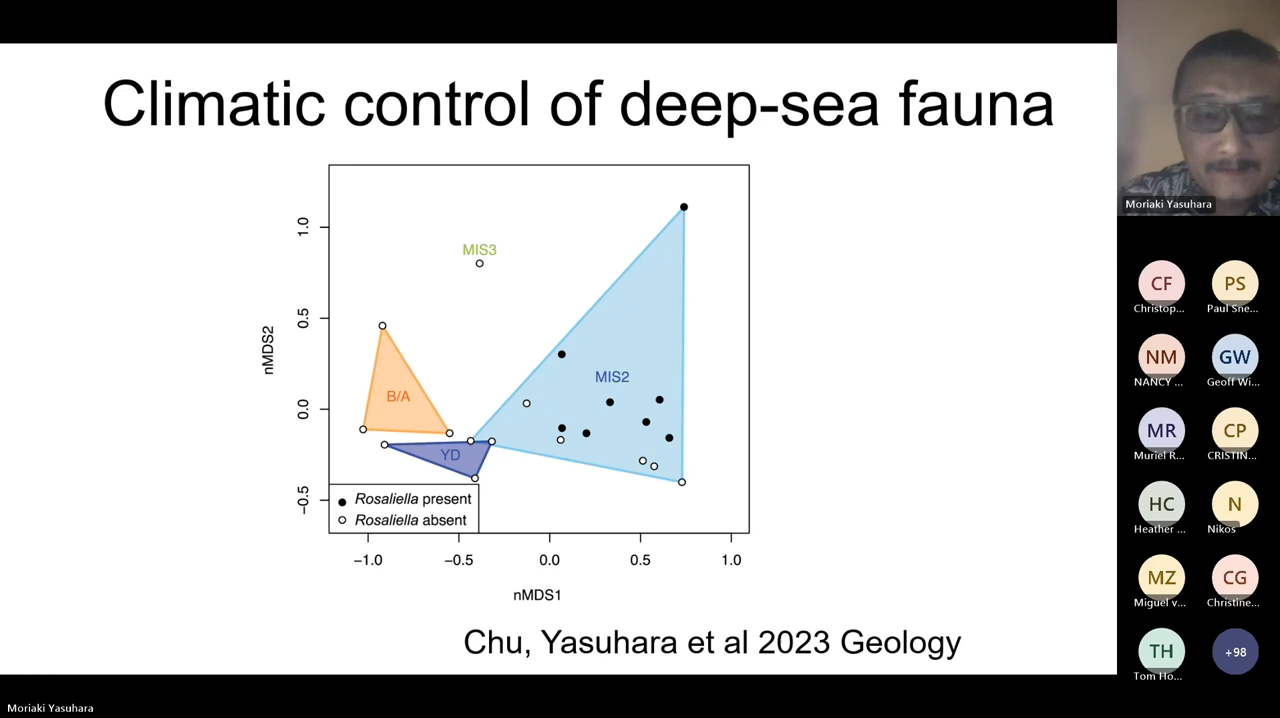 Climatic control of deep-sea fauna
nMDS2
1.0
0.5
0.0
−0.5
MIS3
B/A
MIS2
YD
Rosaliella present
Rosaliella absent
−1.0
−0.5
0.0
0.5
1.0
nMDS1
Chu, Yasuhara et al 2023 Geology
Moriaki Yasuhara
CF
PS
Christop...
Paul Sne...
NM
GW
NANCY ...
Geoff Wi...
MR
CP
Muriel R...
CRISTIN...
HC
N
Heather ...
Nikos
MZ
CG
Miguel v...
Christine...
TH
+98
Tom Ho...
Moriaki Yasuhara